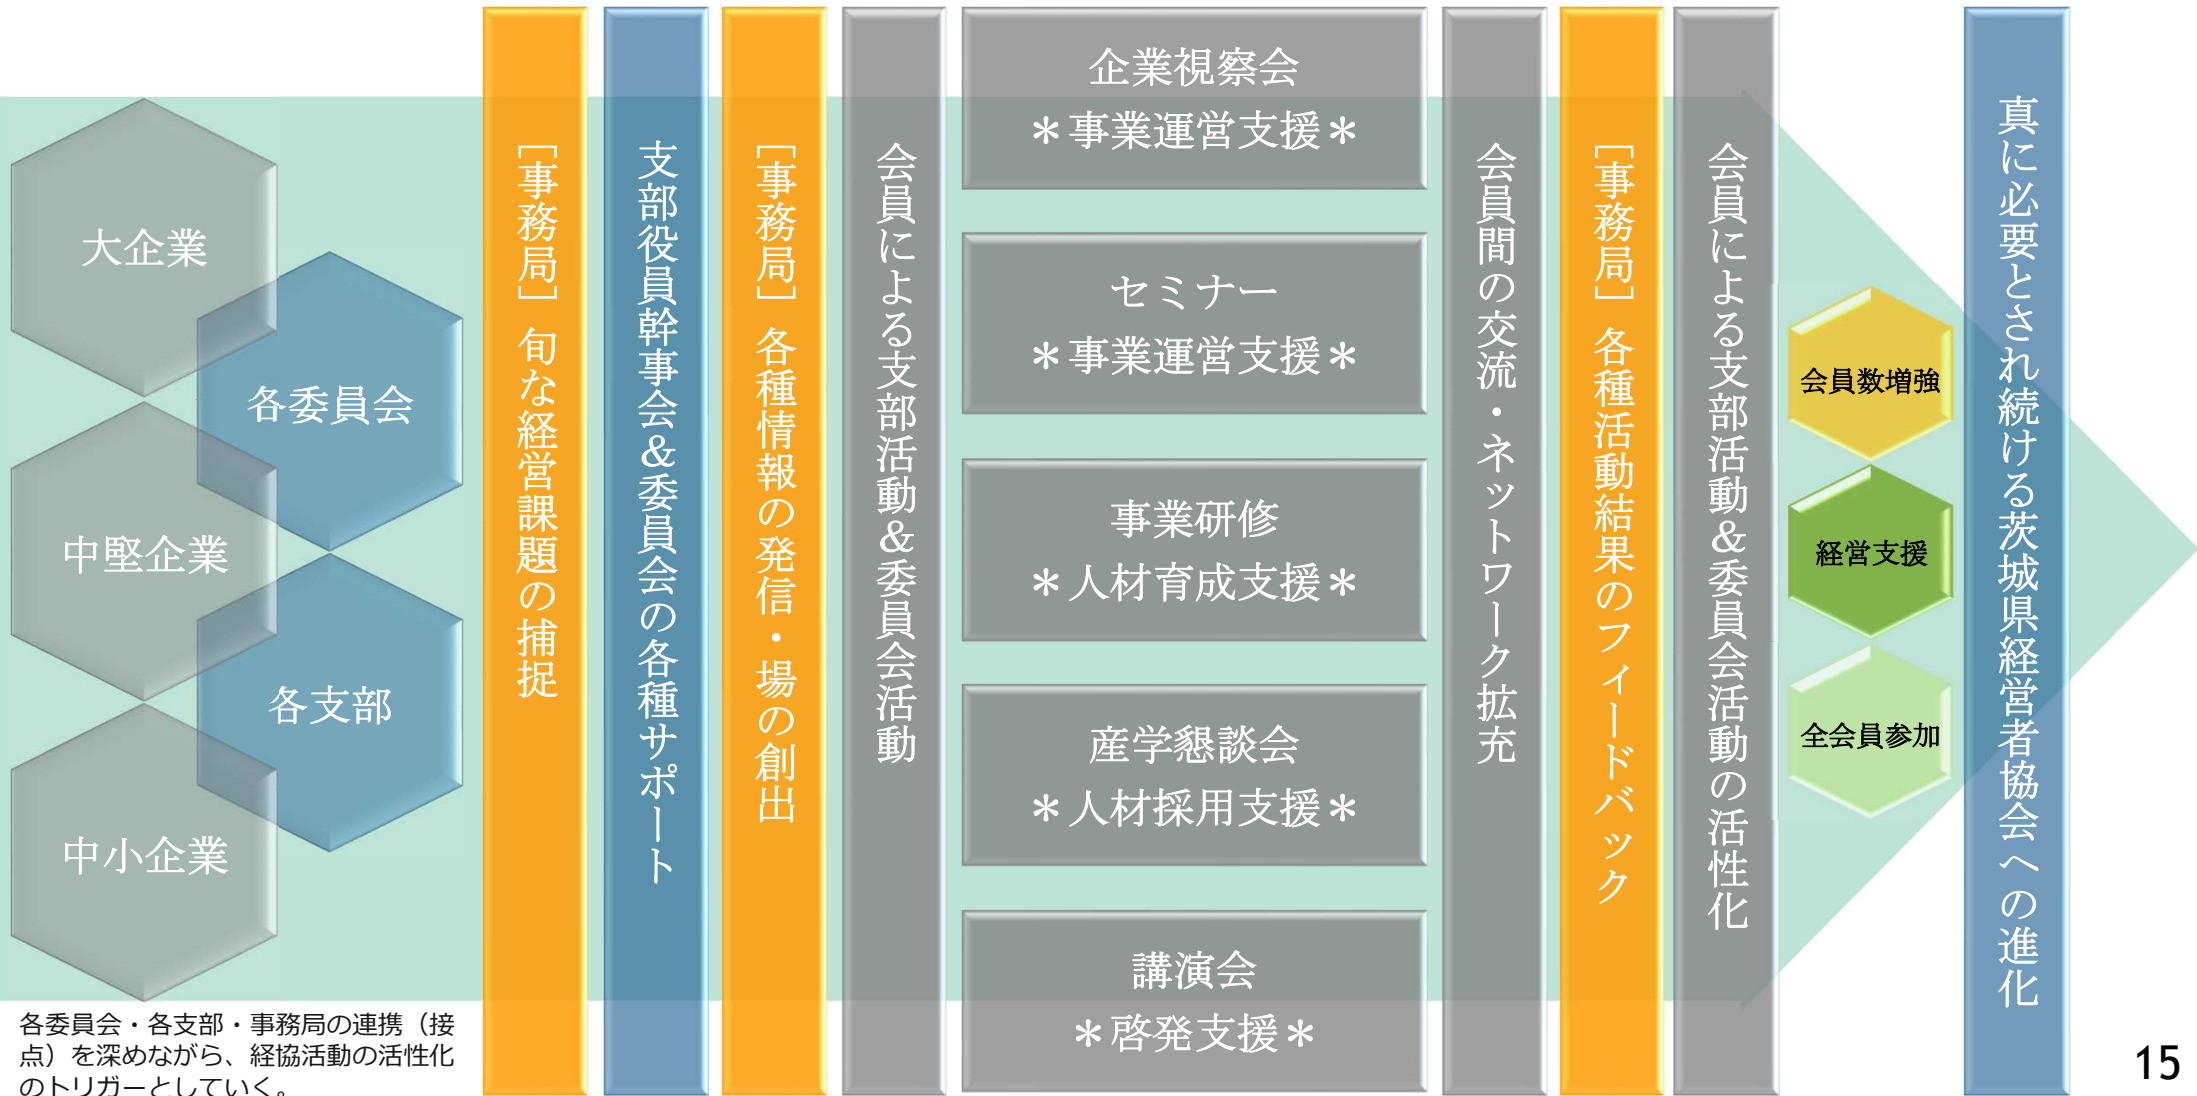 大企業
中堅企業
中小企業
各委員会
各支部
［事務局］旬な経営課題の捕捉
支部役員幹事会&委員会の各種サポート
［事務局］各種情報の発信・場の創出
会員による支部活動&委員会活動
企業視察会
＊事業運営支援＊
セミナー
＊事業運営支援＊
事業研修
＊人材育成支援＊
産学懇談会
＊人材採用支援＊
講演会
＊啓発支援＊
会員間の交流・ネットワーク拡充
［事務局］各種活動結果のフィードバック
会員による支部活動&委員会活動の活性化
会員数増強
経営支援
全会員参加
真に必要とされ続ける茨城県経営者協会への進化
各委員会・各支部・事務局の連携（接
点）を深めながら、経協活動の活性化
のトリガーとしていく。
15